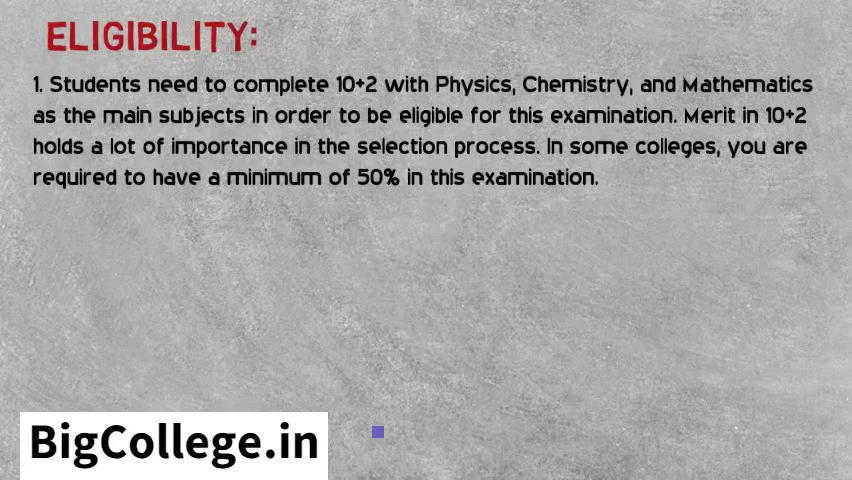 ELIGIBILITY:
1. Students need to complete 10+2 with Physics, Chemistry, and Mathematics
as the main subjects in order to be eligible for this examination. Merit in 10+2
holds a lot of importance in the selection process. In some colleges, you are
required to have a minimum of 50% in this examination.
BigCollege.in